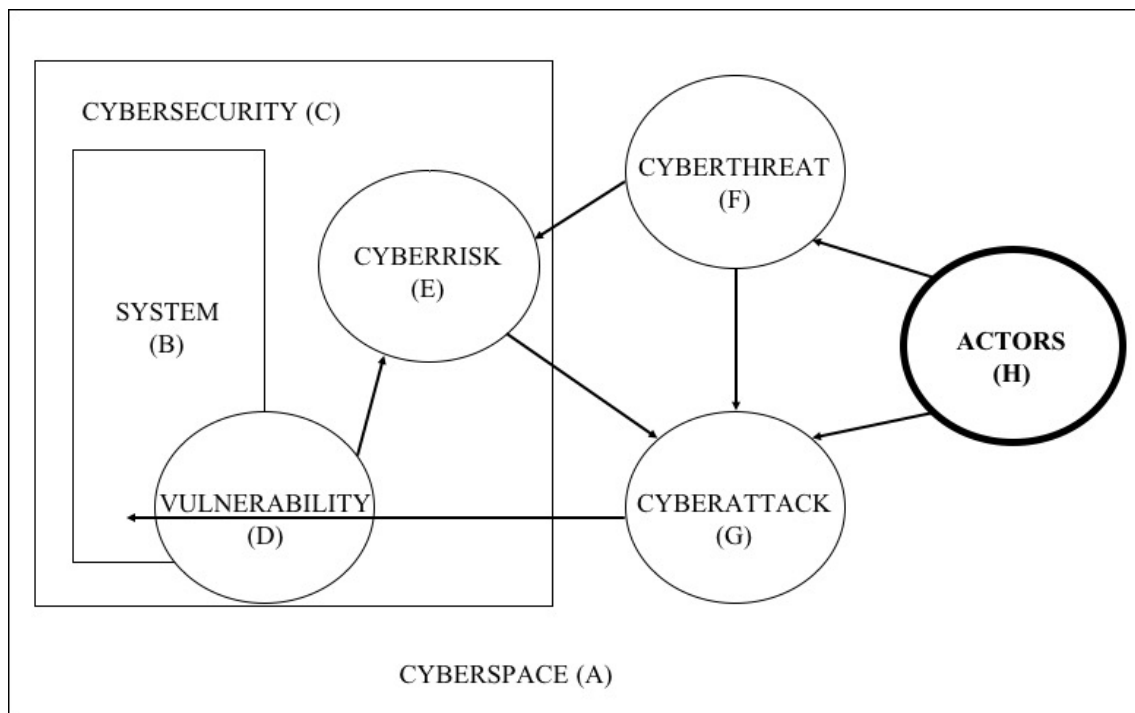 CYBERSECURITY (C)
SYSTEM
(B)
VULNERABILITY
(D)
CYBERRISK
(E)
CYBERTHREAT
(F)
CYBERATTACK
(G)
ACTORS
(H)
CYBERSPACE (A)